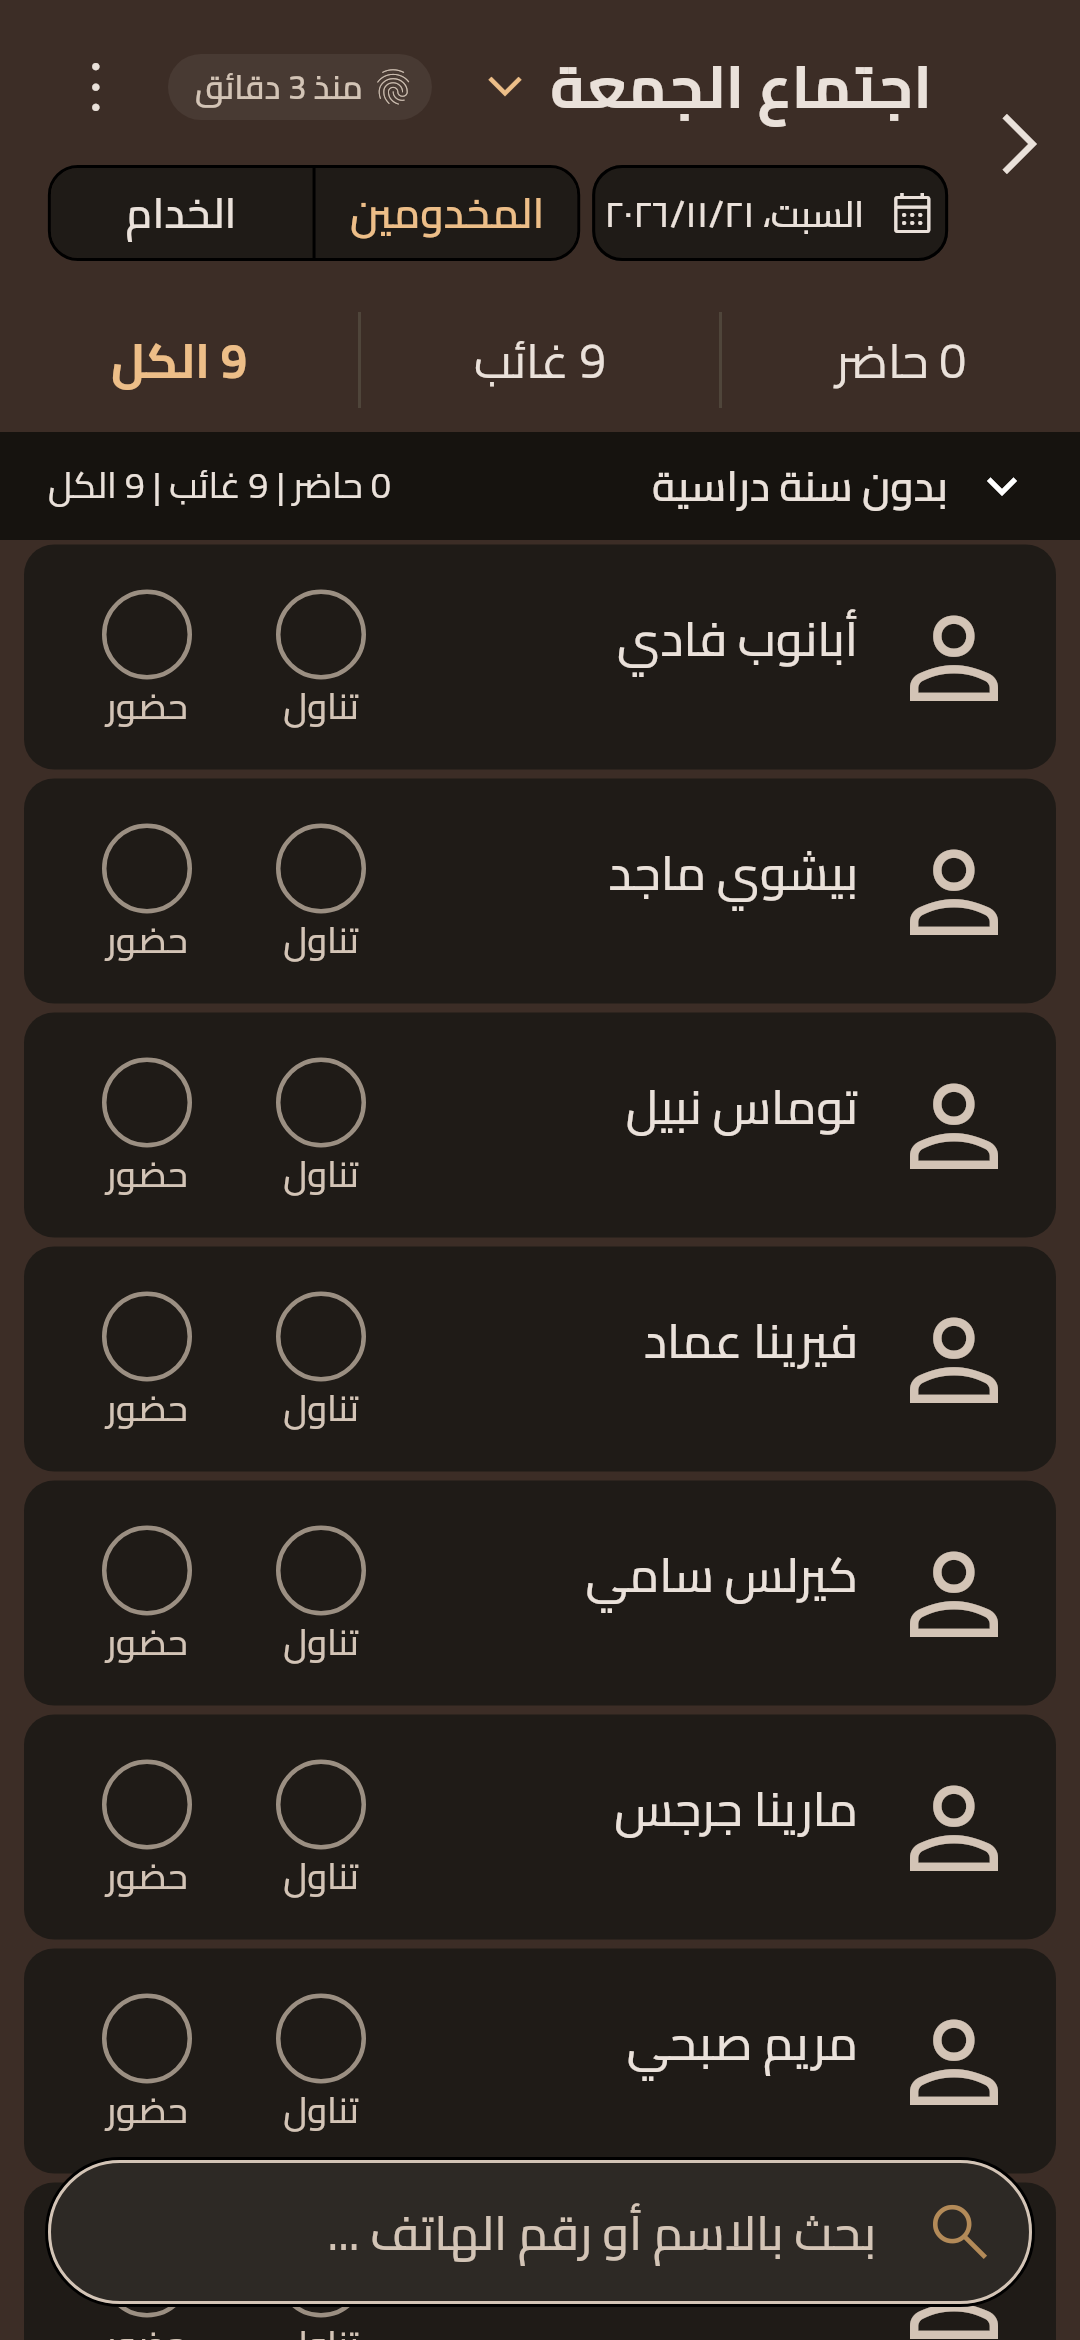 اجتماع الجمعة
منذ 3 دقائق
السبت، ٢٠٢٦/١١/٢١
المخدومين
الخدام
0 حاضر
9 غائب
9 الكل
بدون سنة دراسية
0 حاضر | 9 غائب | 9 الكل
أبانوب فادي
تناول
حضور
بيشوي ماجد
تناول
حضور
توماس نبيل
تناول
حضور
فيرينا عماد
تناول
حضور
كيرلس سامي
تناول
حضور
مارينا جرجس
تناول
حضور
مريم صبحي
تناول
حضور
بحث بالاسم أو رقم الهاتف ...